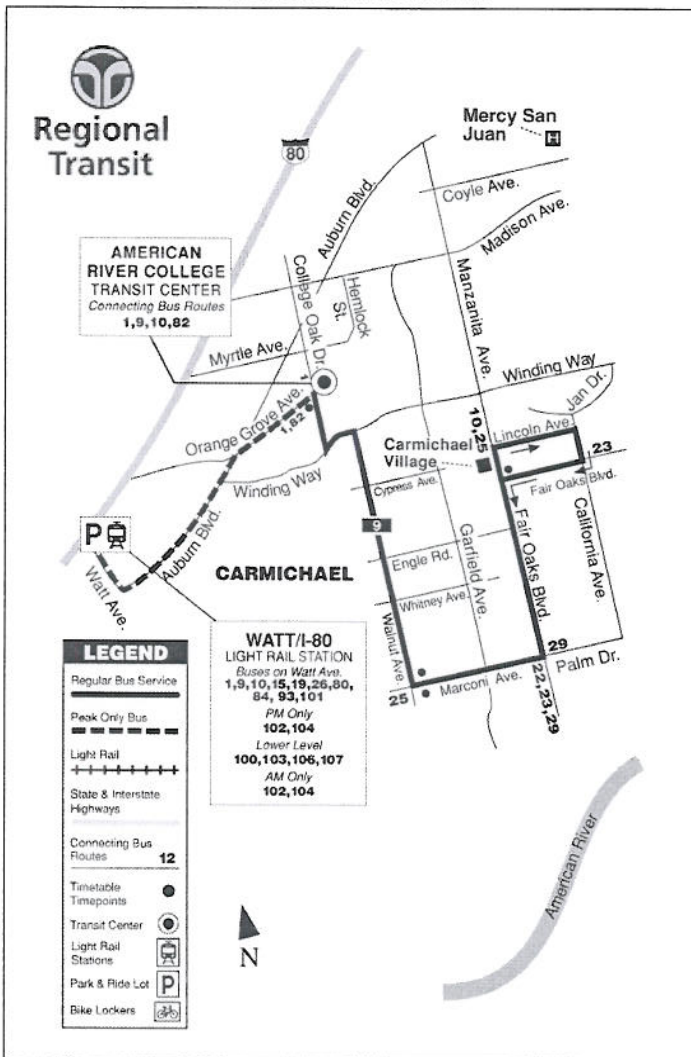 Regional
Transit
80
Mercy San
Juan
H
Coyle Ave.
Auburn Blvd.
Madison Ave.
AMERICAN
RIVER COLLEGE
TRANSIT CENTER
Connecting Bus Routes
1,9,10,82
College Oak Dr.
Hemlock
St.
Manzanita Ave.
Myrtle Ave.
1
Winding Way
Jan Dr.
Orange Grove Ave.
1,82
10,25
Lincoln Ave.
23
Carmichael
Village
Winding Way
Cypress Ave.
Fair Oaks Blvd.
9
P
Auburn Blvd.
Engle Rd.
Garfield Ave.
Fair Oaks Blvd.
California Ave.
CARMICHAEL
Whitney Ave.
Watt Ave.
Walnut Ave.
29
Palm Dr.
25
Marconi Ave.
22,23,29
WATT/I-80
LIGHT RAIL STATION
Buses on Watt Ave.
1,9,10,15,19,26,80,
84, 93,101
PM Only
102,104
Lower Level
100,103,106,107
AM Only
102,104
LEGEND
Regular Bus Service
Peak Only Bus
Light Rail
State & Interstate
Highways
Connecting Bus
Routes 12
Timetable
Timepoints
Transit Center
Light Rail
Stations
Park & Ride Lot P
Bike Lockers
N
American River